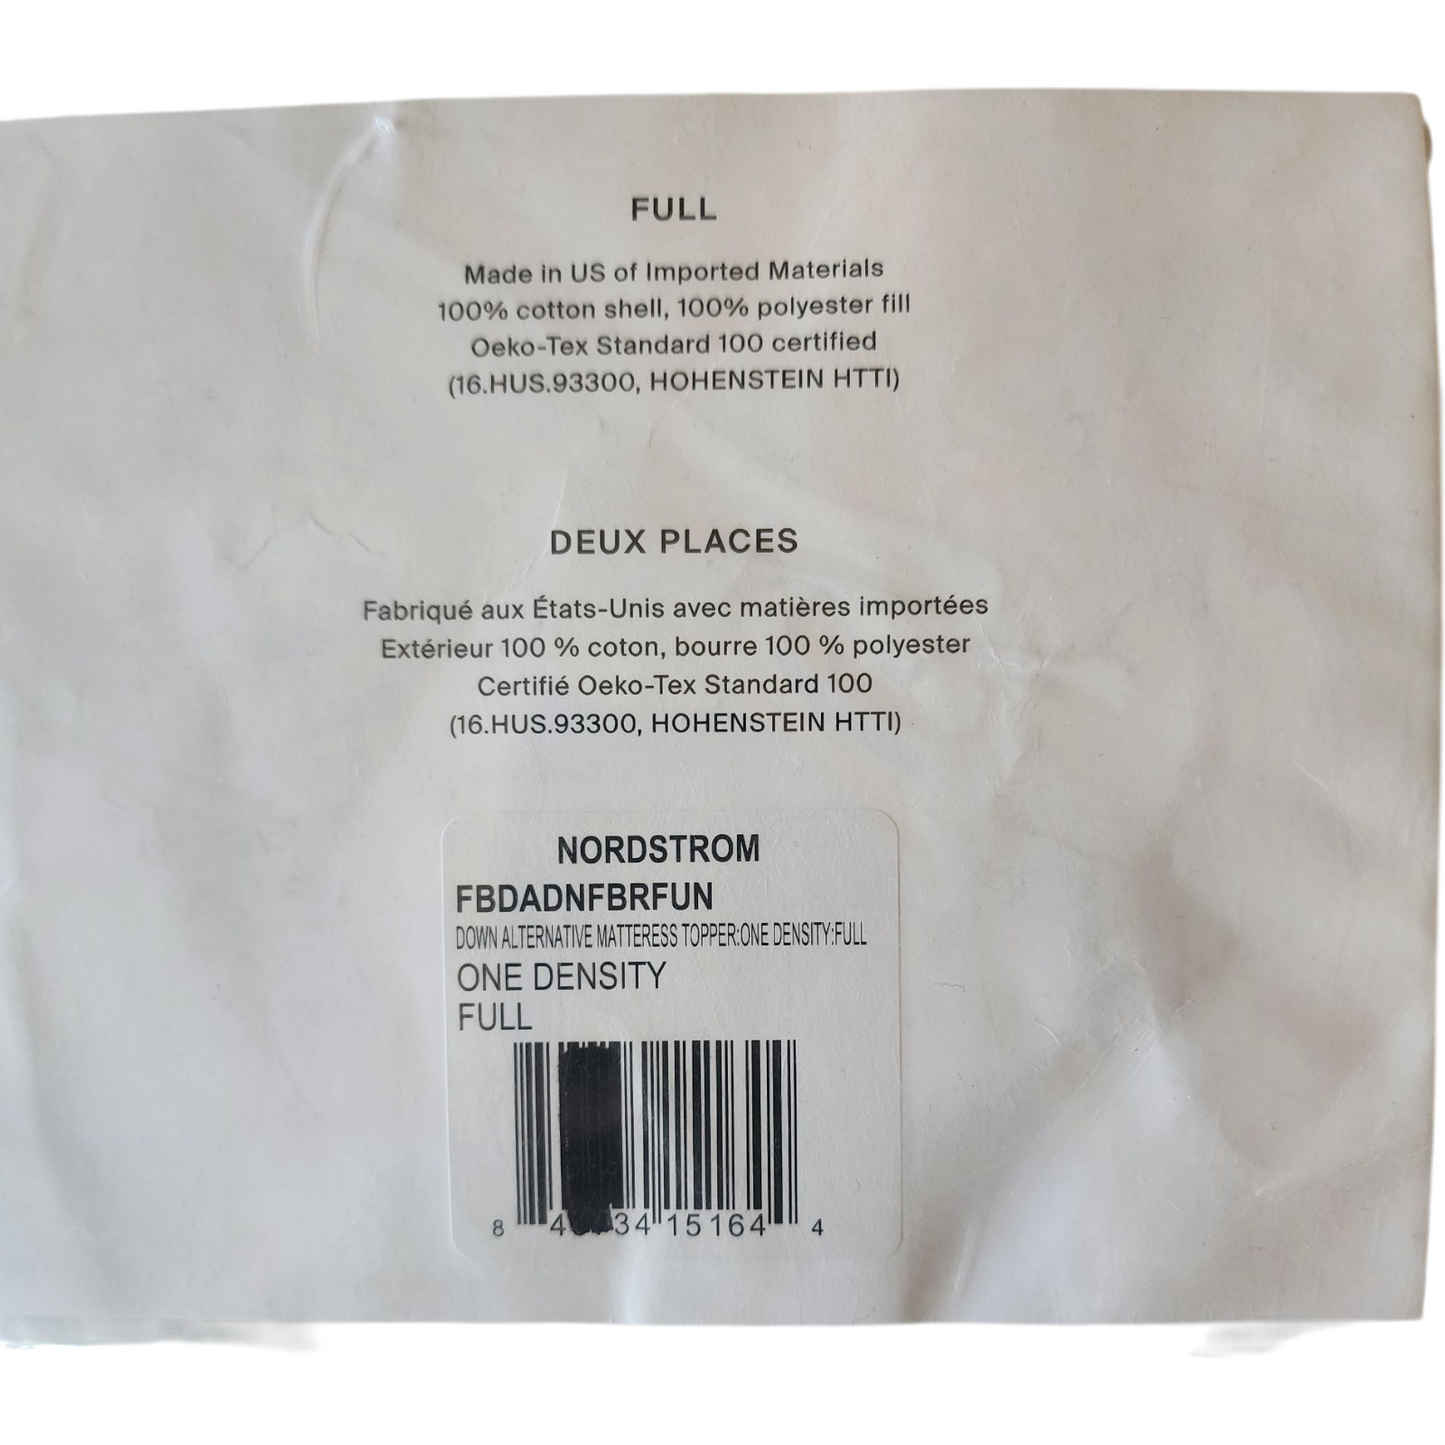 FULL
Made in US of Imported Materials
100% cotton shell, 100% polyester fill
Oeko-Tex Standard 100 certified
(16.HUS.93300, HOHENSTEIN HTTI)
DEUX PLACES
Fabriqué aux États-Unis avec matières importées
Extérieur 100 % coton, bourre 100 % polyester
Certifié Oeko-Tex Standard 100
(16.HUS.93300, HOHENSTEIN HTTI)
NORDSTROM
FBDADNFBRFUN
DOWN ALTERNATIVE MATTERESS TOPPER:ONE DENSITY:FULL
ONE DENSITY
FULL
8 15164 4